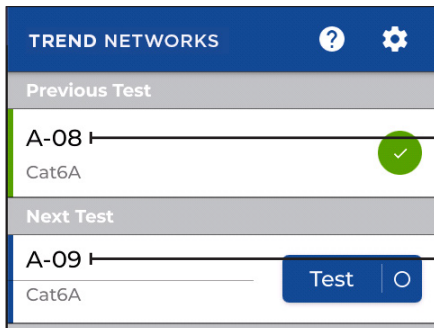 TREND NETWORKS
Previous Test
A-08
Cat6A
Next Test
A-09
Test
Cat6A